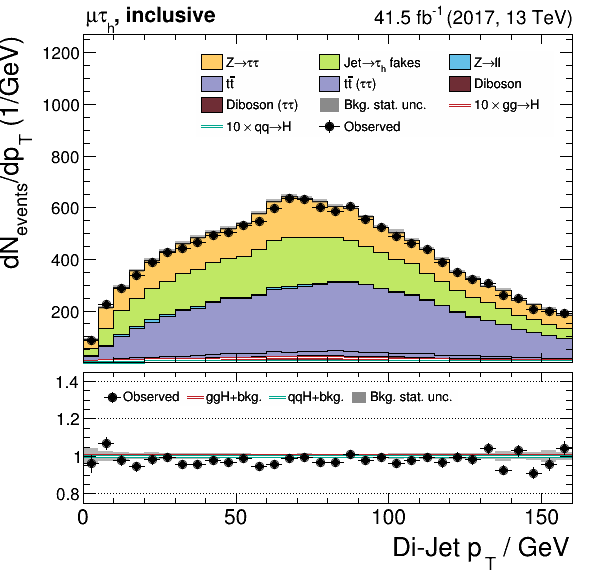 μτh, inclusive 41.5 fb-1 (2017, 13 TeV)
dNevents/dpT (1/GeV)
1200
1000
800
600
400
200
Z→ττ Jet→τh fakes Z→ll
tt̄ tt̄ (ττ) Diboson
Diboson (ττ) Bkg. stat. unc. 10 × gg→H
10 × qq→H Observed
1.4
1.2
1
0.8
Observed ggH+bkg. qqH+bkg. Bkg. stat. unc.
0 50 100 150
Di-Jet pT / GeV